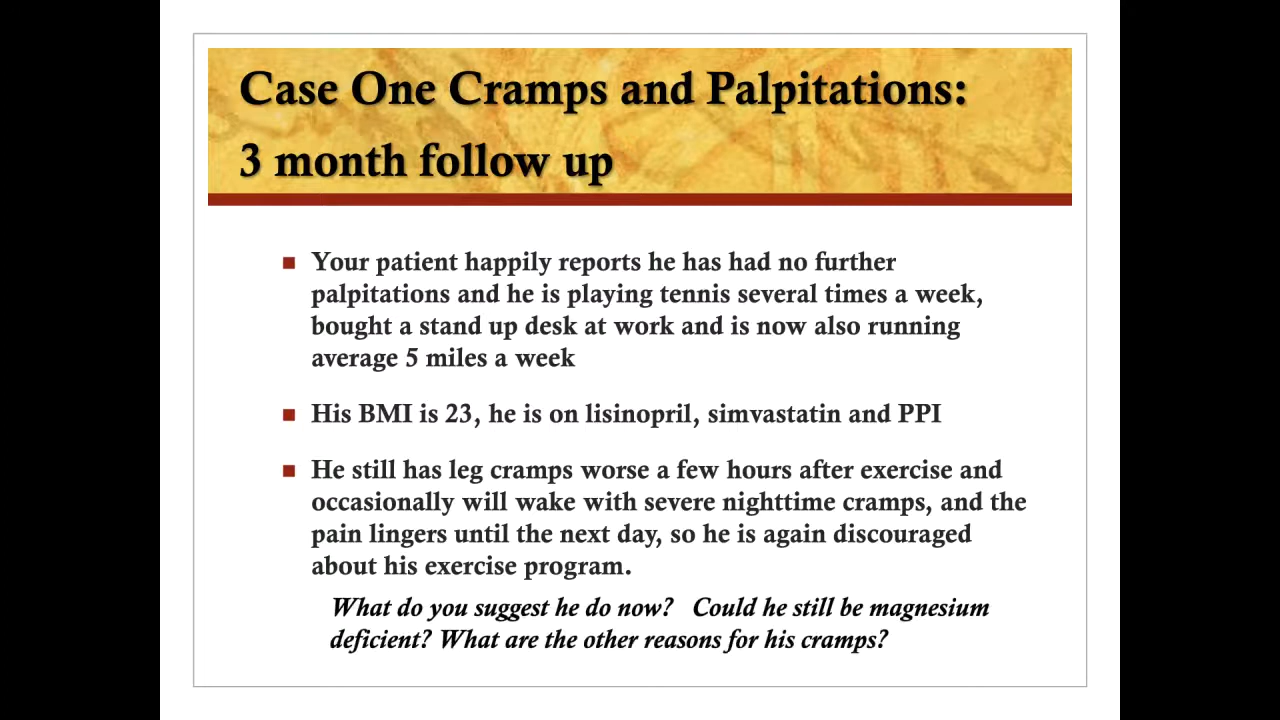 Case One Cramps and Palpitations:
3 month follow up
Your patient happily reports he has had no further
palpitations and he is playing tennis several times a week,
bought a stand up desk at work and is now also running
average 5 miles a week
His BMI is 23, he is on lisinopril, simvastatin and PPI
He still has leg cramps worse a few hours after exercise and
occasionally will wake with severe nighttime cramps, and the
pain lingers until the next day, so he is again discouraged
about his exercise program.
What do you suggest he do now? Could he still be magnesium
deficient? What are the other reasons for his cramps?